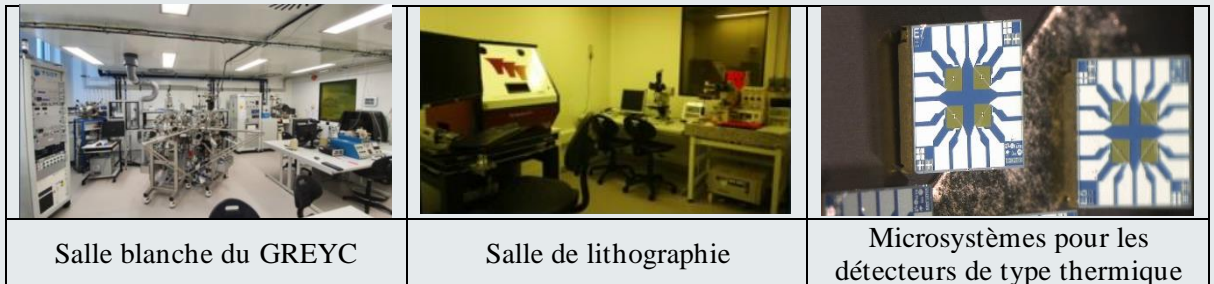 Salle blanche du GREYC
Salle de lithographie
Microsystèmes pour les
détecteurs de type thermique